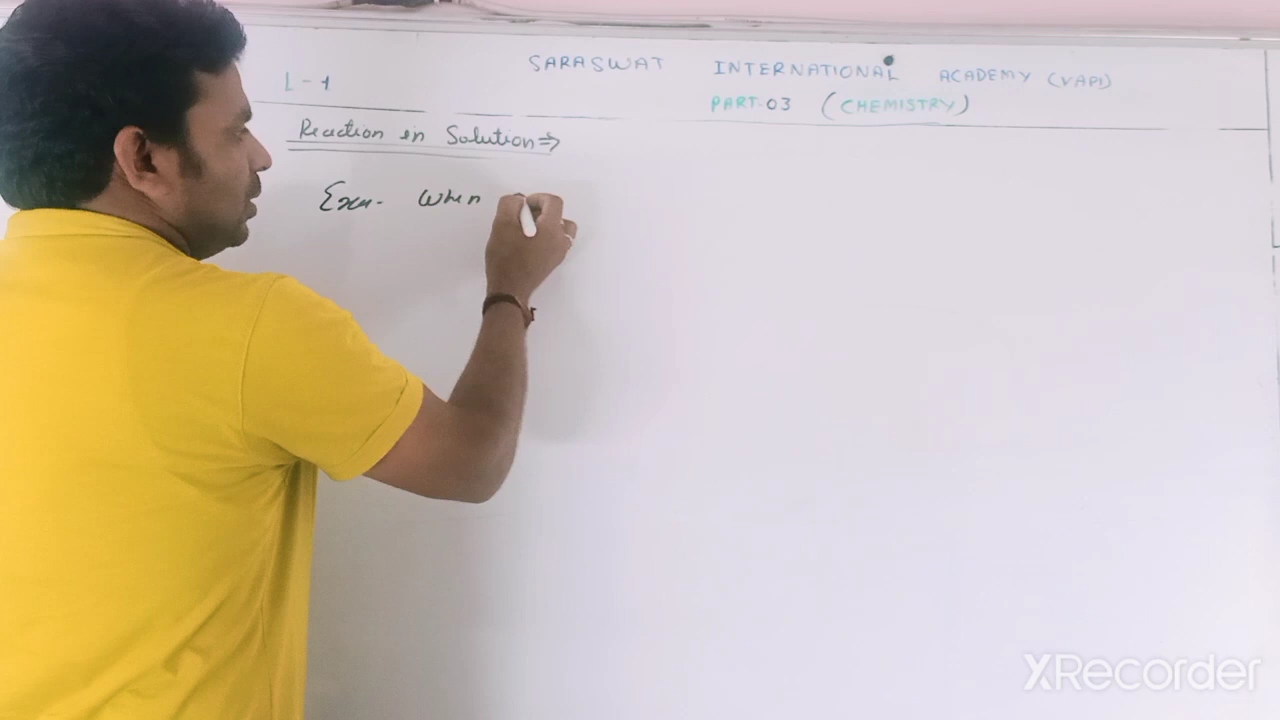 SARASWAT INTERNATIONAL ACADEMY (VAPI)
L-1
PART-03 (CHEMISTRY)
Reaction in Solution ⇒
Exa- when
XRecorder